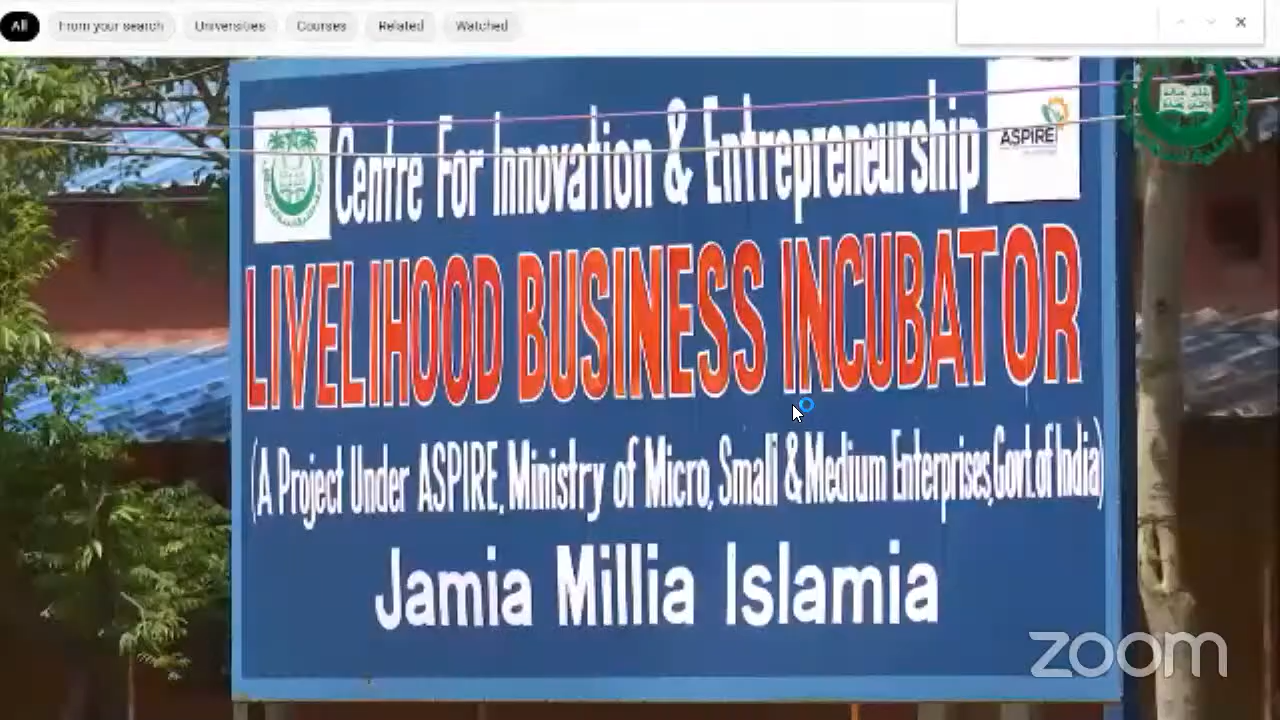 All From your search Universities Courses Related Watched
Centre For Innovation & Entrepreneurship
ASPIRE
LIVELIHOOD BUSINESS INCUBATOR
(A Project Under ASPIRE, Ministry of Micro, Small & Medium Enterprises,Govt.of India)
Jamia Millia Islamia
zoom